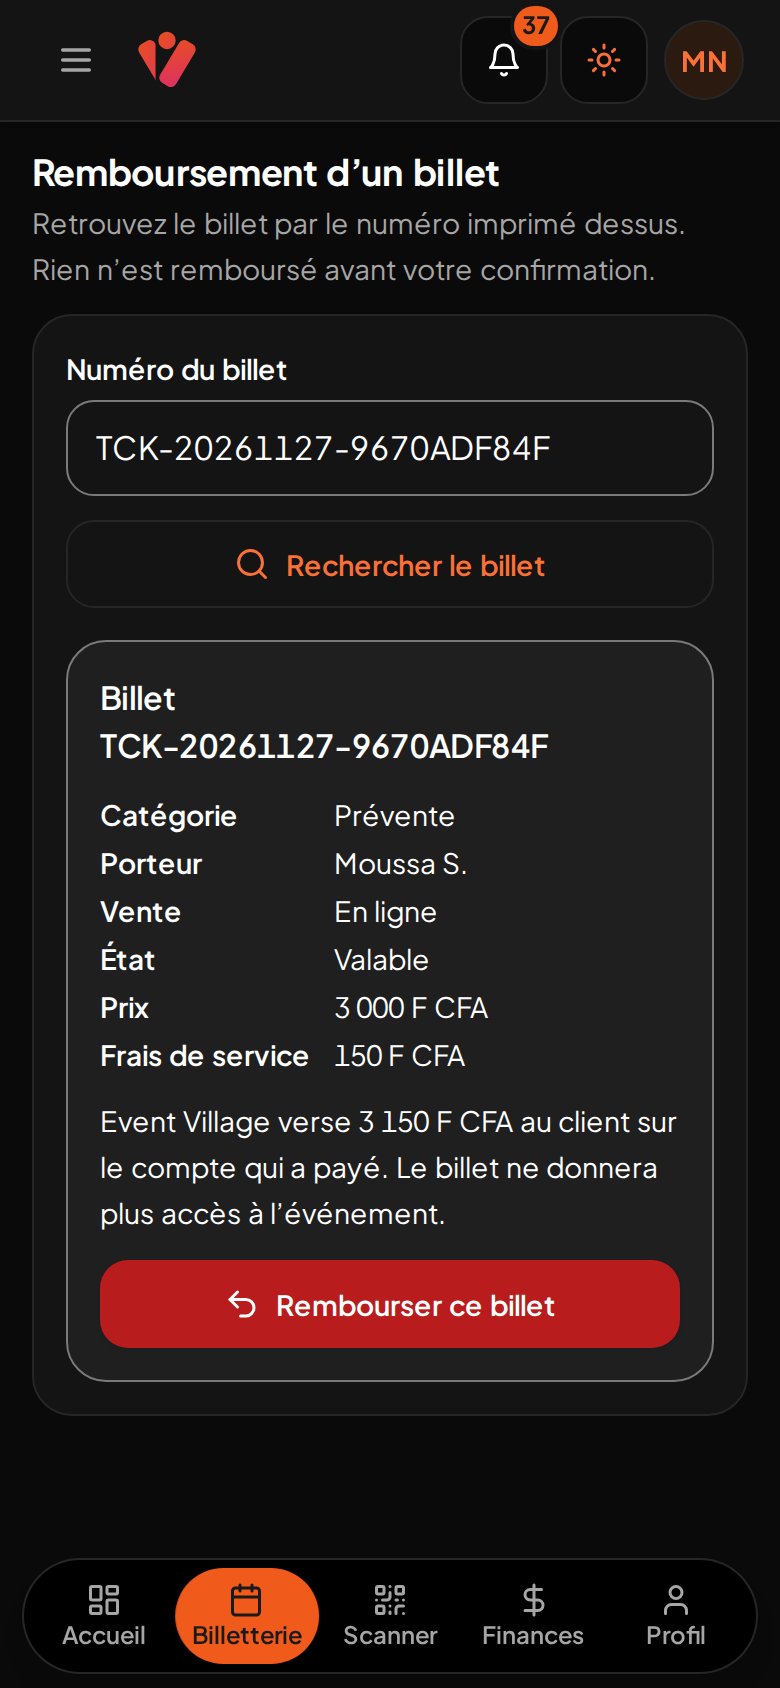 37
MN
Remboursement d’un billet
Retrouvez le billet par le numéro imprimé dessus.
Rien n’est remboursé avant votre confirmation.
Numéro du billet
TCK-20261127-9670ADF84F
Rechercher le billet
Billet
TCK-20261127-9670ADF84F
Catégorie Prévente
Porteur Moussa S.
Vente En ligne
État Valable
Prix 3 000 F CFA
Frais de service 150 F CFA
Event Village verse 3 150 F CFA au client sur
le compte qui a payé. Le billet ne donnera
plus accès à l’événement.
Rembourser ce billet
Accueil Billetterie Scanner Finances Profil